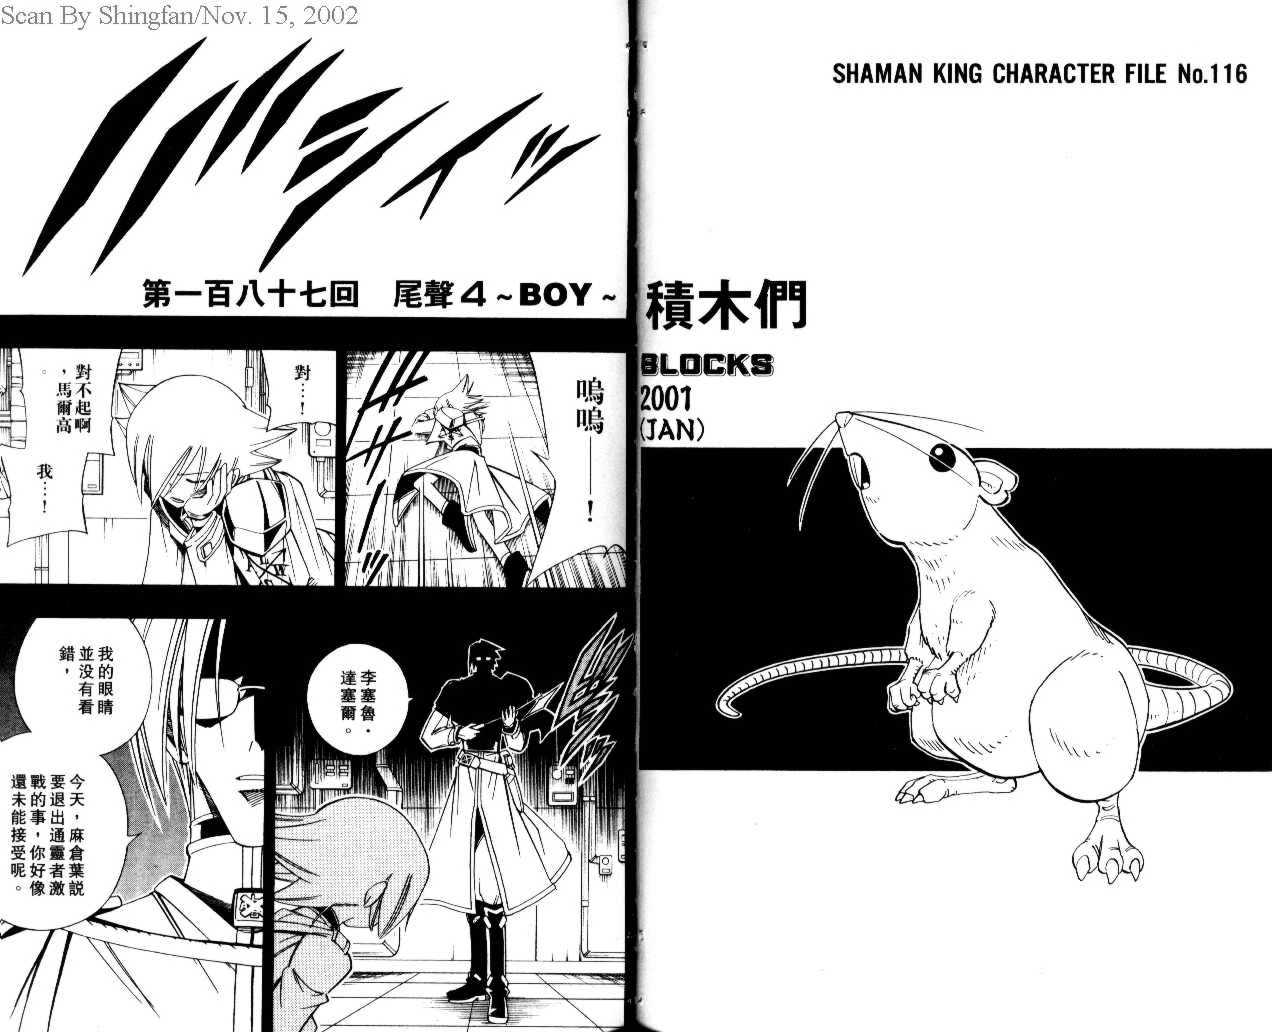 Scan By Shingfan/Nov. 15, 2002
SHAMAN KING CHARACTER FILE No.116
積木們
BLOCKS
2001
(JAN)
バシイッ
第一百八十七回 尾聲4~BOY~
嗚
嗚
——!
對…!
對不起啊
,馬爾高
。
我…!
李塞魯·
達塞爾。
我的眼睛
並没有看
錯,
今天,麻倉葉説
要退出通靈者激
戰的事,你好像
還未能接受呢。